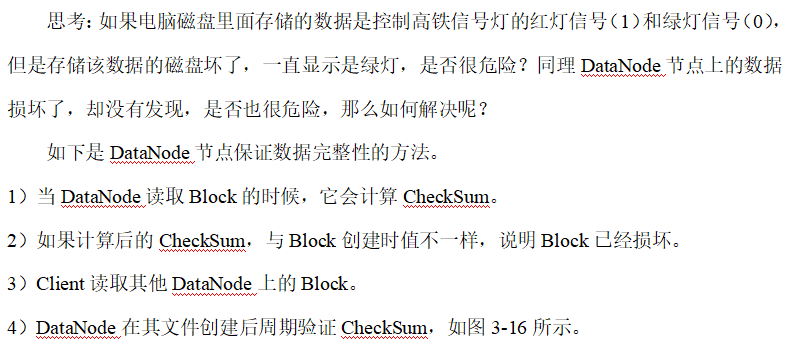 思考：如果电脑磁盘里面存储的数据是控制高铁信号灯的红灯信号（1）和绿灯信号（0），
但是存储该数据的磁盘坏了，一直显示是绿灯，是否很危险？同理 DataNode 节点上的数据
损坏了，却没有发现，是否也很危险，那么如何解决呢？
如下是 DataNode 节点保证数据完整性的方法。
1）当 DataNode 读取 Block 的时候，它会计算 CheckSum。
2）如果计算后的 CheckSum，与 Block 创建时值不一样，说明 Block 已经损坏。
3）Client 读取其他 DataNode 上的 Block。
4）DataNode 在其文件创建后周期验证 CheckSum，如图 3-16 所示。